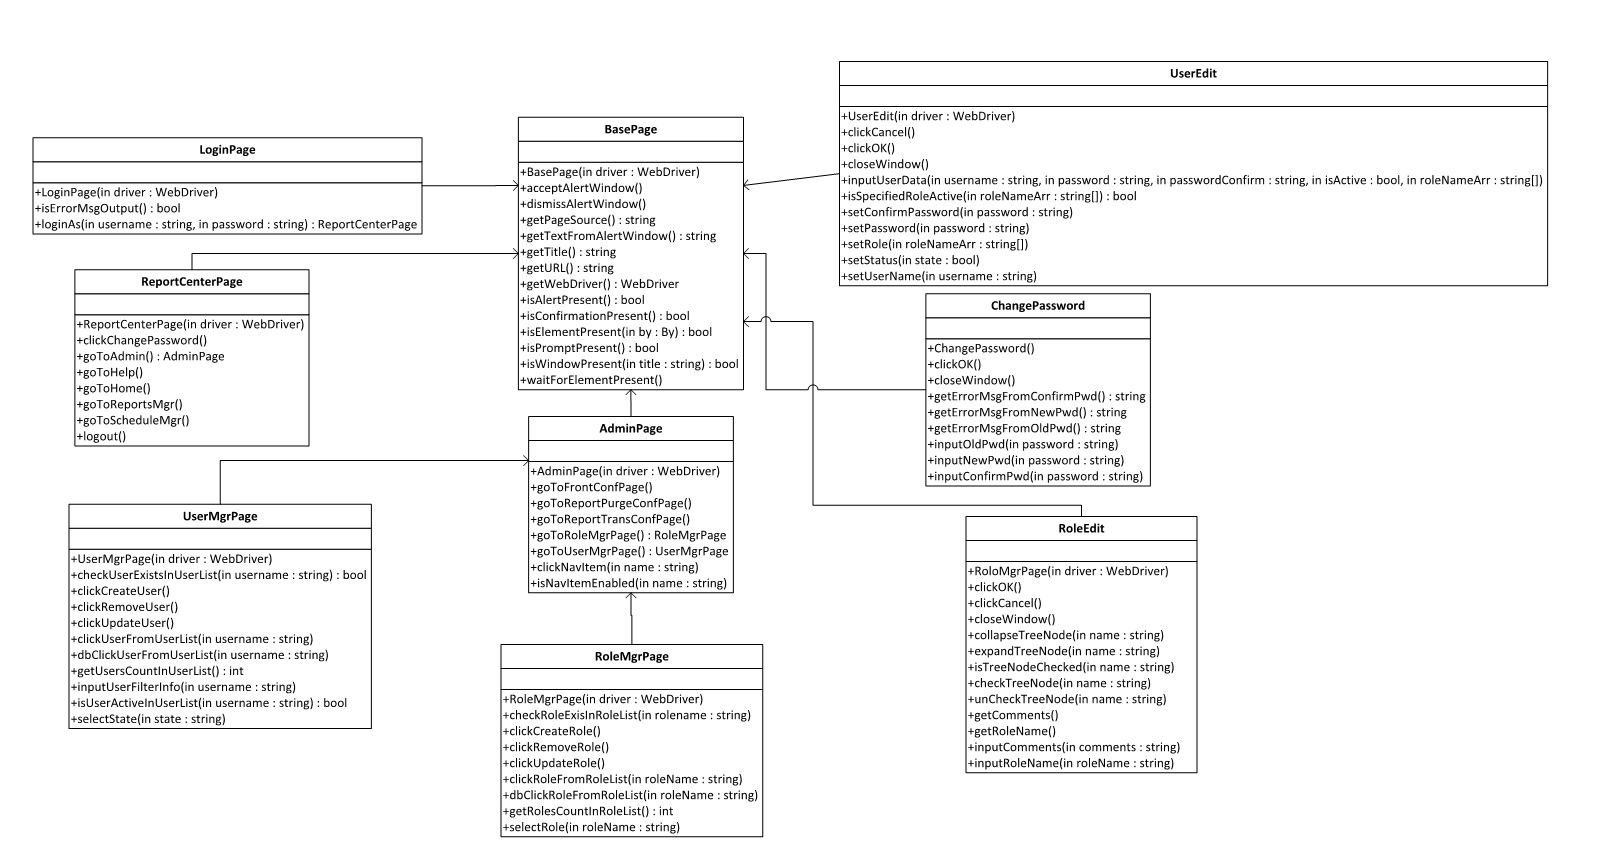 UserEdit
+UserEdit(in driver : WebDriver)
+clickCancel()
+clickOK()
+closeWindow()
+inputUserData(in username : string, in password : string, in passwordConfirm : string, in isActive : bool, in roleNameArr : string[])
+isSpecifiedRoleActive(in roleNameArr : string[]) : bool
+setConfirmPassword(in password : string)
+setPassword(in password : string)
+setRole(in roleNameArr : string[])
+setStatus(in state : bool)
+setUserName(in username : string)
BasePage
+BasePage(in driver : WebDriver)
+acceptAlertWindow()
+dismissAlertWindow()
+getPageSource() : string
+getTextFromAlertWindow() : string
+getTitle() : string
+getURL() : string
+getWebDriver() : WebDriver
+isAlertPresent() : bool
+isConfirmationPresent() : bool
+isElementPresent(in by : By) : bool
+isPromptPresent() : bool
+isWindowPresent(in title : string) : bool
+waitForElementPresent()
LoginPage
+LoginPage(in driver : WebDriver)
+isErrorMsgOutput() : bool
+loginAs(in username : string, in password : string) : ReportCenterPage
ReportCenterPage
+ReportCenterPage(in driver : WebDriver)
+clickChangePassword()
+goToAdmin() : AdminPage
+goToHelp()
+goToHome()
+goToReportsMgr()
+goToScheduleMgr()
+logout()
ChangePassword
+ChangePassword()
+clickOK()
+closeWindow()
+getErrorMsgFromConfirmPwd() : string
+getErrorMsgFromNewPwd() : string
+getErrorMsgFromOldPwd() : string
+inputOldPwd(in password : string)
+inputNewPwd(in password : string)
+inputConfirmPwd(in password : string)
AdminPage
+AdminPage(in driver : WebDriver)
+goToFrontConfPage()
+goToReportPurgeConfPage()
+goToReportTransConfPage()
+goToRoleMgrPage() : RoleMgrPage
+goToUserMgrPage() : UserMgrPage
+clickNavItem(in name : string)
+isNavItemEnabled(in name : string)
UserMgrPage
+UserMgrPage(in driver : WebDriver)
+checkUserExistsInUserList(in username : string) : bool
+clickCreateUser()
+clickRemoveUser()
+clickUpdateUser()
+clickUserFromUserList(in username : string)
+dbClickUserFromUserList(in username : string)
+getUsersCountInUserList() : int
+inputUserFilterInfo(in username : string)
+isUserActiveInUserList(in username : string) : bool
+selectState(in state : string)
RoleEdit
+RoloMgrPage(in driver : WebDriver)
+clickOK()
+clickCancel()
+closeWindow()
+collapseTreeNode(in name : string)
+expandTreeNode(in name : string)
+isTreeNodeChecked(in name : string)
+checkTreeNode(in name : string)
+unCheckTreeNode(in name : string)
+getComments()
+getRoleName()
+inputComments(in comments : string)
+inputRoleName(in roleName : string)
RoleMgrPage
+RoleMgrPage(in driver : WebDriver)
+checkRoleExisInRoleList(in rolename : string)
+clickCreateRole()
+clickRemoveRole()
+clickUpdateRole()
+clickRoleFromRoleList(in roleName : string)
+dbClickRoleFromRoleList(in roleName : string)
+getRolesCountInRoleList() : int
+selectRole(in roleName : string)